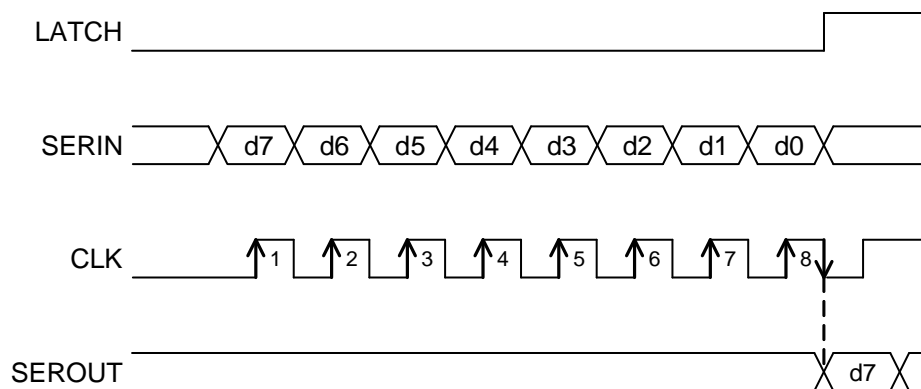 LATCH
SERIN d7 d6 d5 d4 d3 d2 d1 d0
CLK 1 2 3 4 5 6 7 8
SEROUT d7